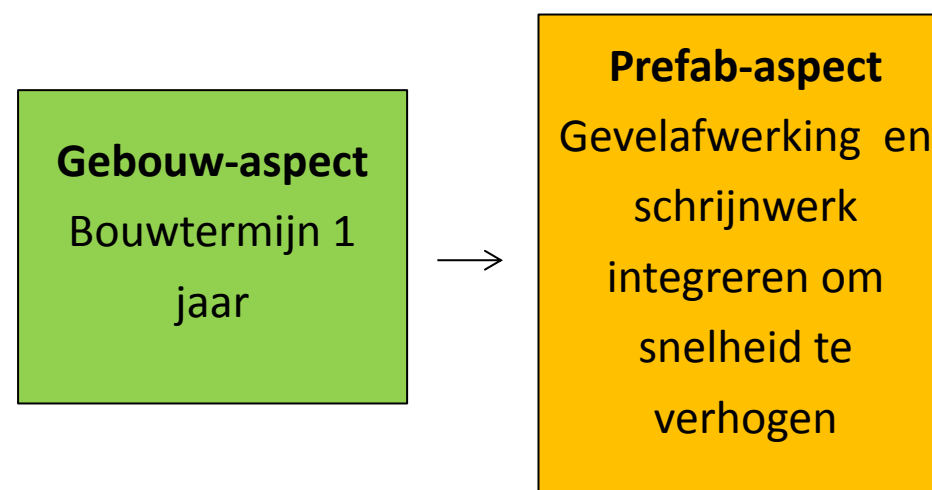 Gebouw-aspect
Bouwtermijn 1
jaar
Prefab-aspect
Gevelafwerking en
schrijnwerk
integreren om
snelheid te
verhogen